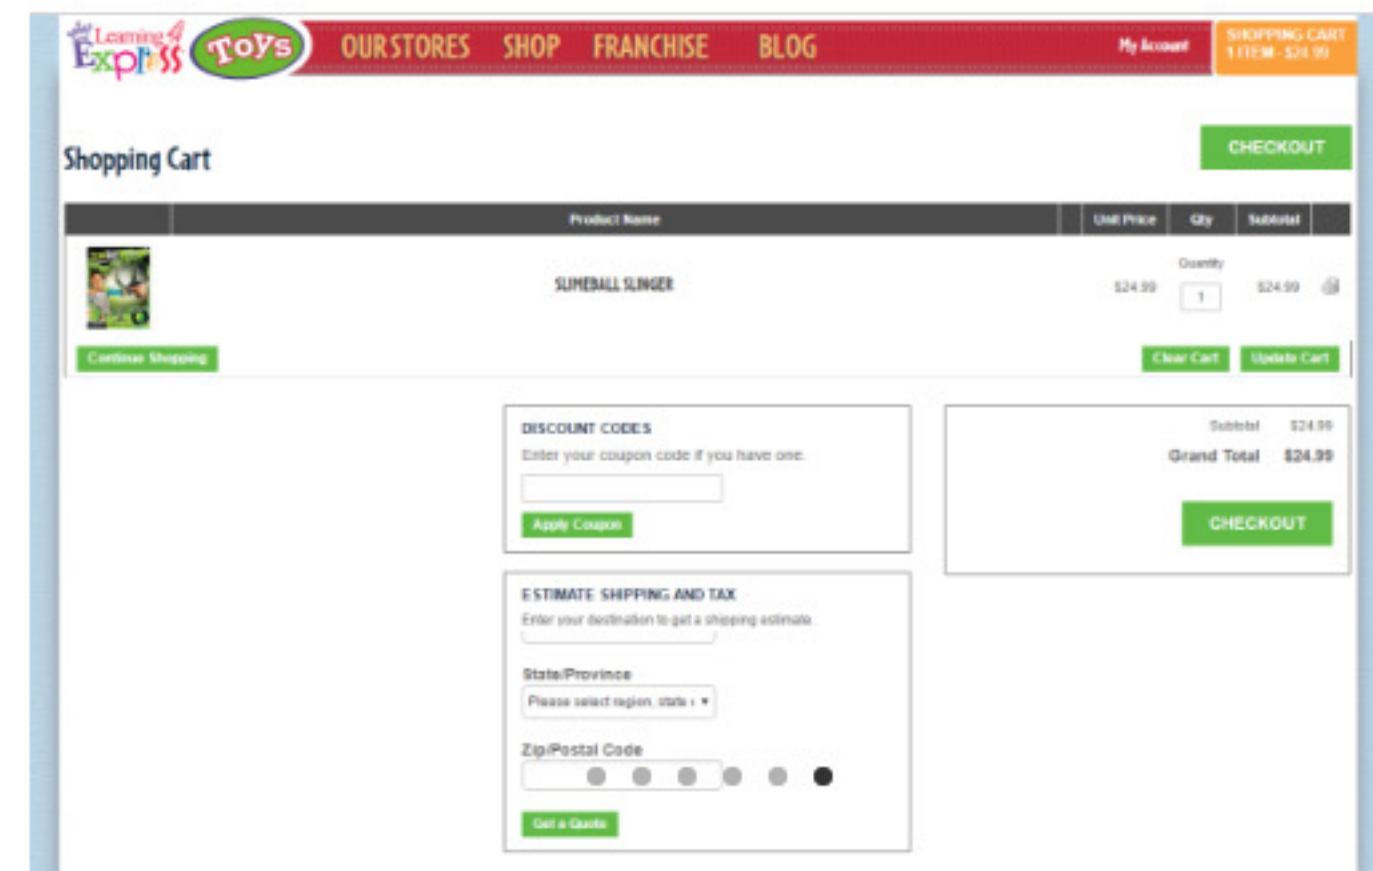 Learning Express Toys
OUR STORES SHOP FRANCHISE BLOG My Account
SHOPPING CART
1 ITEM - $24.99
Shopping Cart
CHECKOUT
Product Name Unit Price Qty Subtotal
Quantity
SLIMEBALL SLINGER $24.99 1 $24.99
Continue Shopping Clear Cart Update Cart
DISCOUNT CODES
Enter your coupon code if you have one.
Apply Coupon
Subtotal $24.99
Grand Total $24.99
CHECKOUT
ESTIMATE SHIPPING AND TAX
Enter your destination to get a shipping estimate.
State/Province
Please select region, state
Zip/Postal Code
Get a Quote